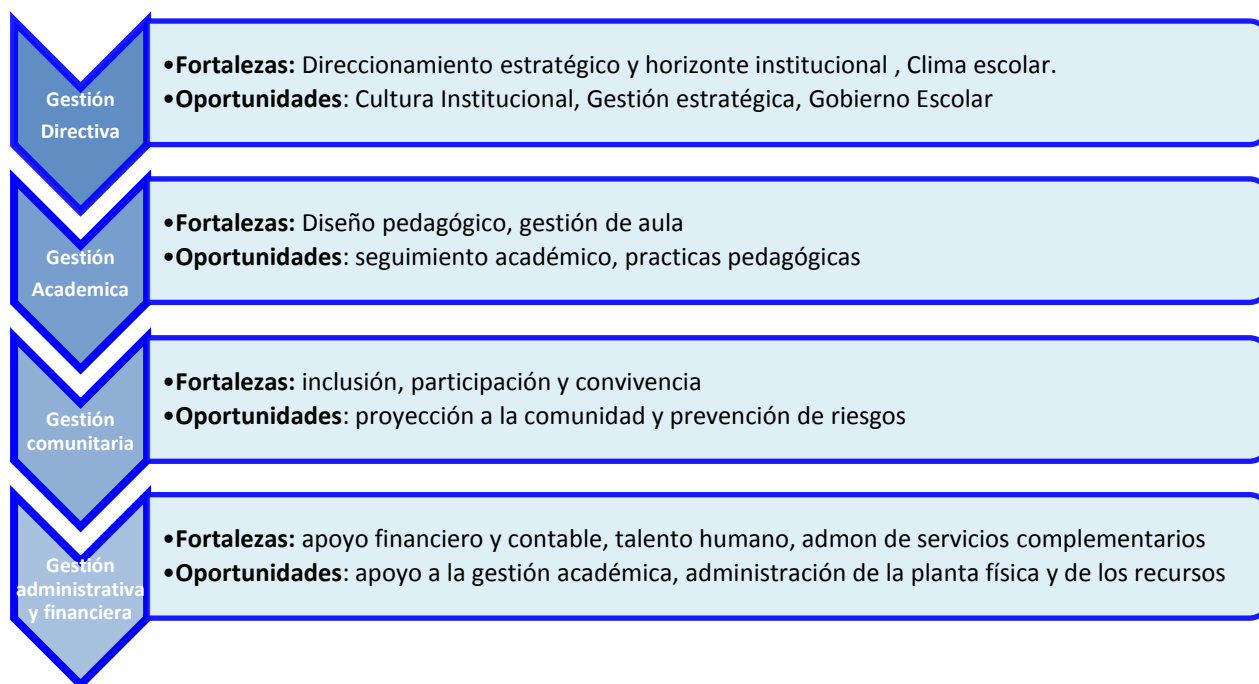 Gestión
Directiva
•Fortalezas: Direccionamiento estratégico y horizonte institucional , Clima escolar.
•Oportunidades: Cultura Institucional, Gestión estratégica, Gobierno Escolar
Gestión
Academica
•Fortalezas: Diseño pedagógico, gestión de aula
•Oportunidades: seguimiento académico, practicas pedagógicas
Gestión
comunitaria
•Fortalezas: inclusión, participación y convivencia
•Oportunidades: proyección a la comunidad y prevención de riesgos
Gestión
administrativa
y financiera
•Fortalezas: apoyo financiero y contable, talento humano, admon de servicios complementarios
•Oportunidades: apoyo a la gestión académica, administración de la planta física y de los recursos